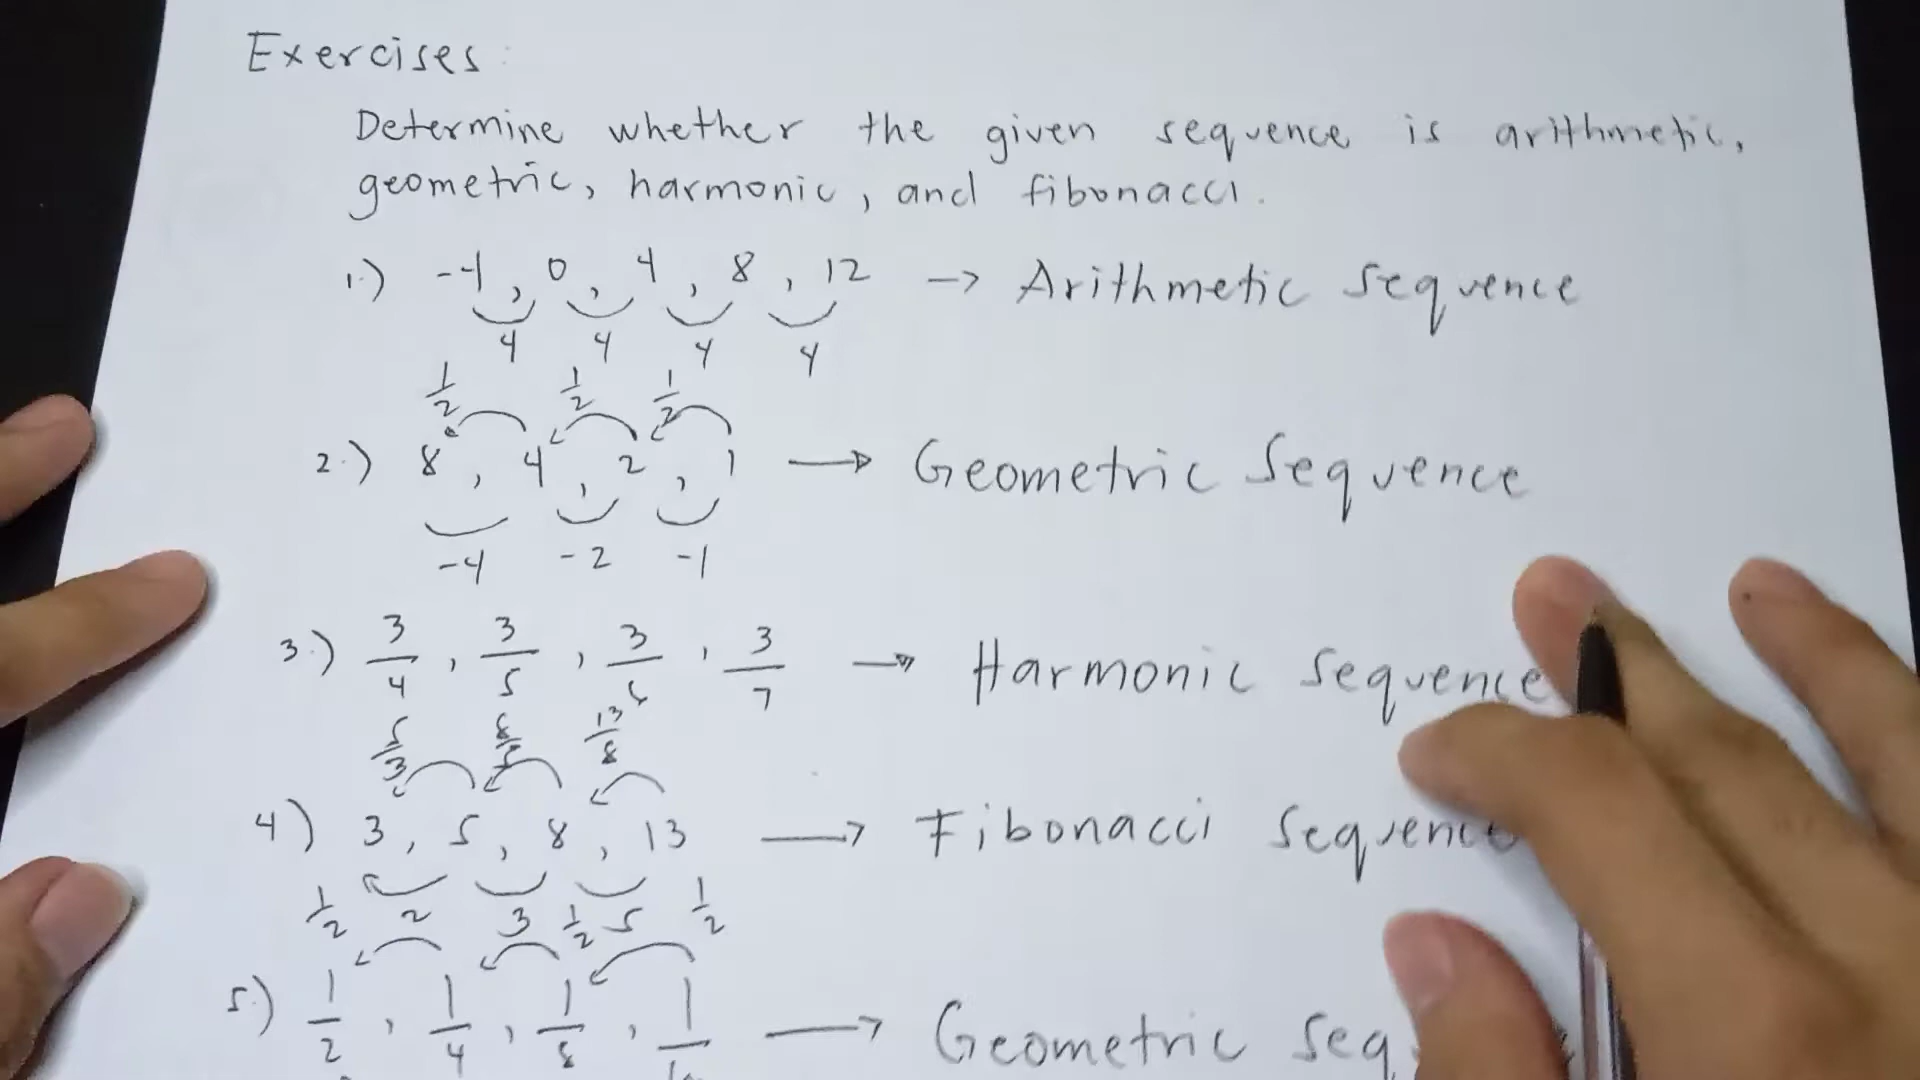 Exercises:
Determine whether the given sequence is arithmetic,
geometric, harmonic, and fibonacci.
1.) -4, 0, 4, 8, 12 → Arithmetic Sequence
4 4 4 4
1/2 1/2 1/2
2.) 8, 4, 2, 1 → Geometric Sequence
-4 -2 -1
3.) 3/4, 3/5, 3/6, 3/7 → Harmonic Sequence
5/3 8/5 13/8
4) 3, 5, 8, 13 → Fibonacci Sequence
2 3 5
1/2 1/2 1/2
5.) 1/2, 1/4, 1/8, 1/ → Geometric Seq